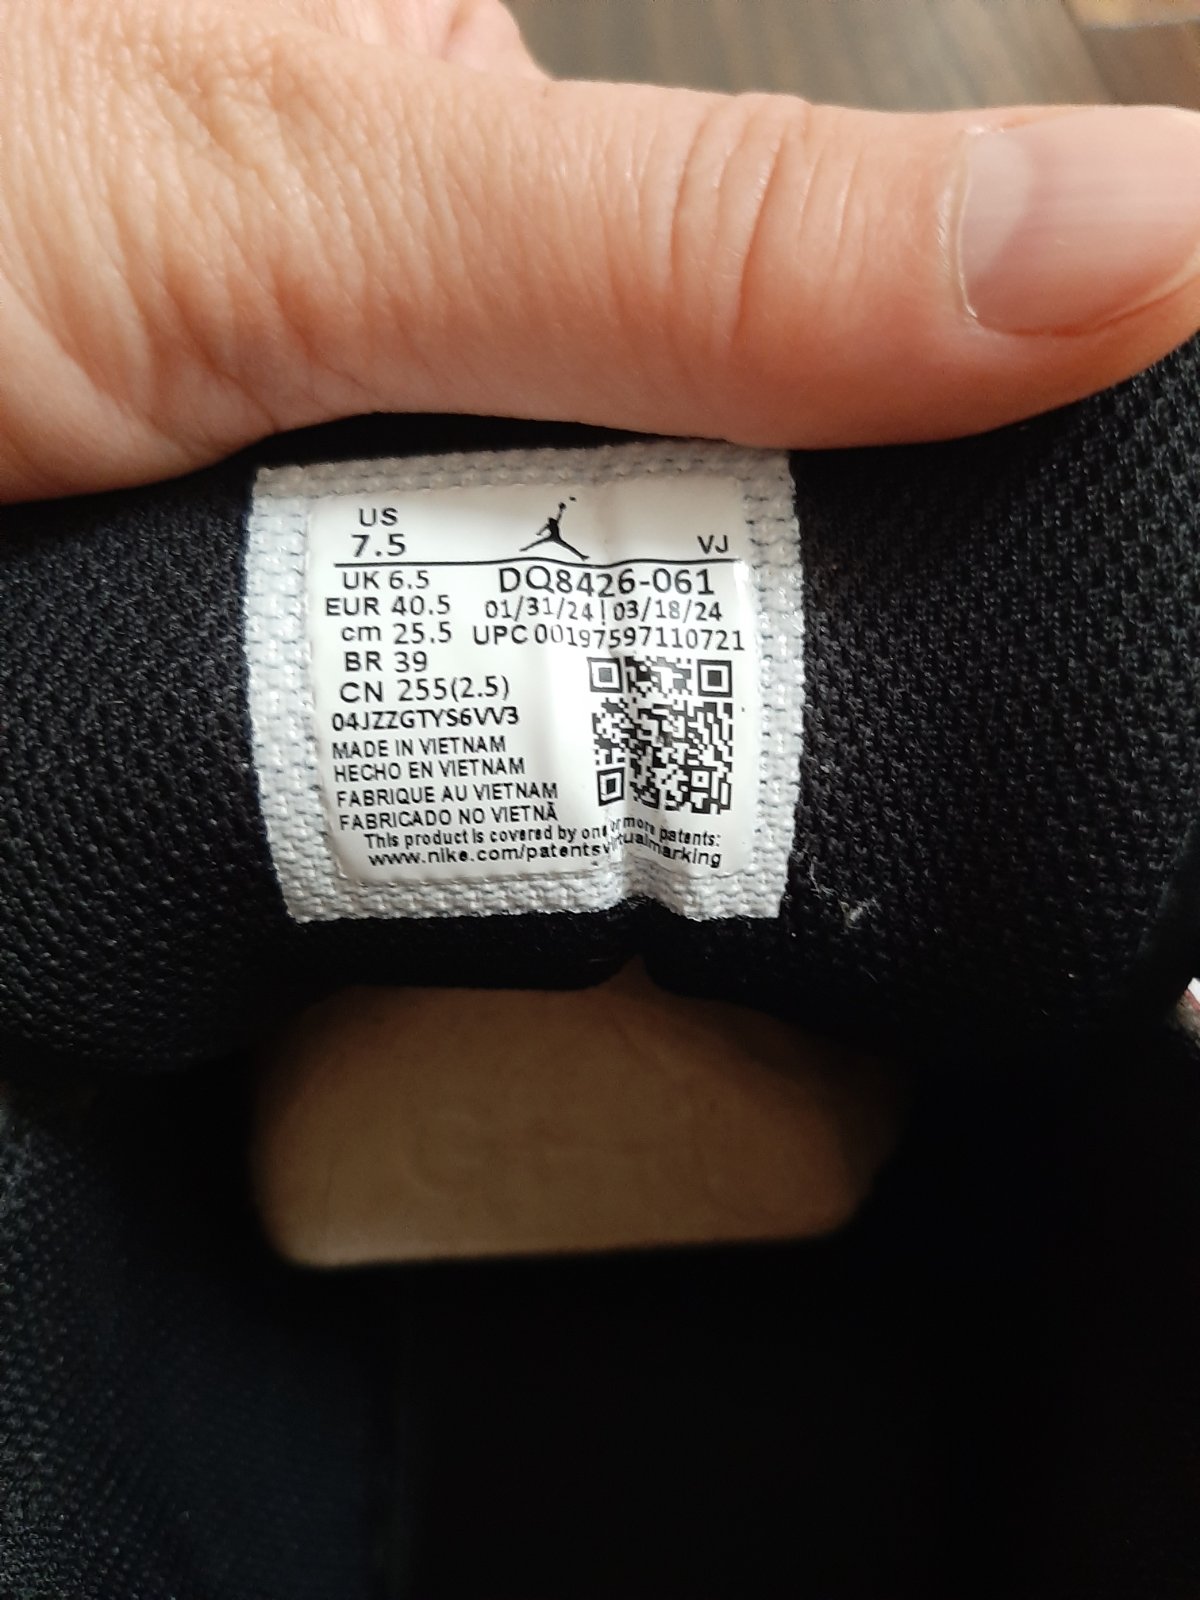 US
7.5
VJ
UK 6.5
DQ8426-061
EUR 40.5
01/31/24 | 03/18/24
cm 25.5
UPC 00197597110721
BR 39
CN 255(2.5)
04JZZGTYS6VV3
MADE IN VIETNAM
HECHO EN VIETNAM
FABRIQUE AU VIETNAM
FABRICADO NO VIETNÃ
This product is covered by one or more patents:
www.nike.com/patentsvirtualmarking